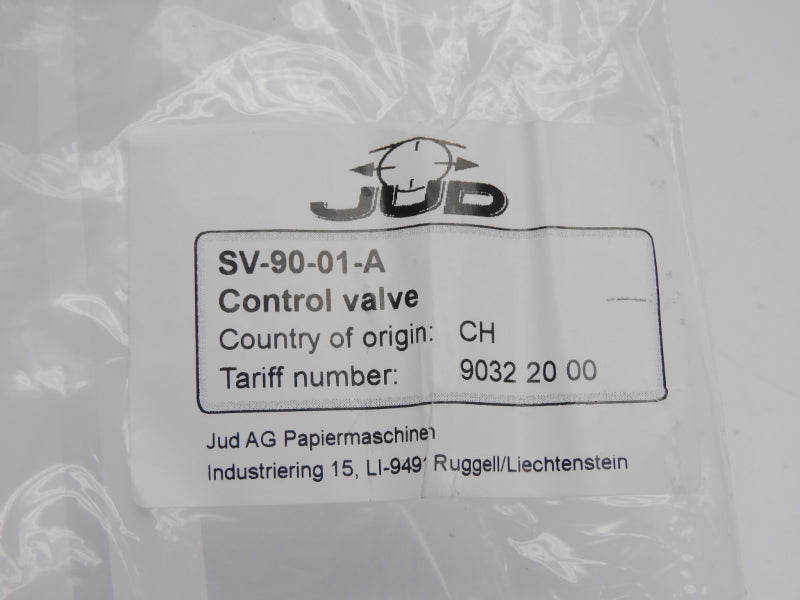 JUD
SV-90-01-A
Control valve
Country of origin: CH
Tariff number: 9032 20 00
Jud AG Papiermaschinen
Industriering 15, LI-9491 Ruggell/Liechtenstein